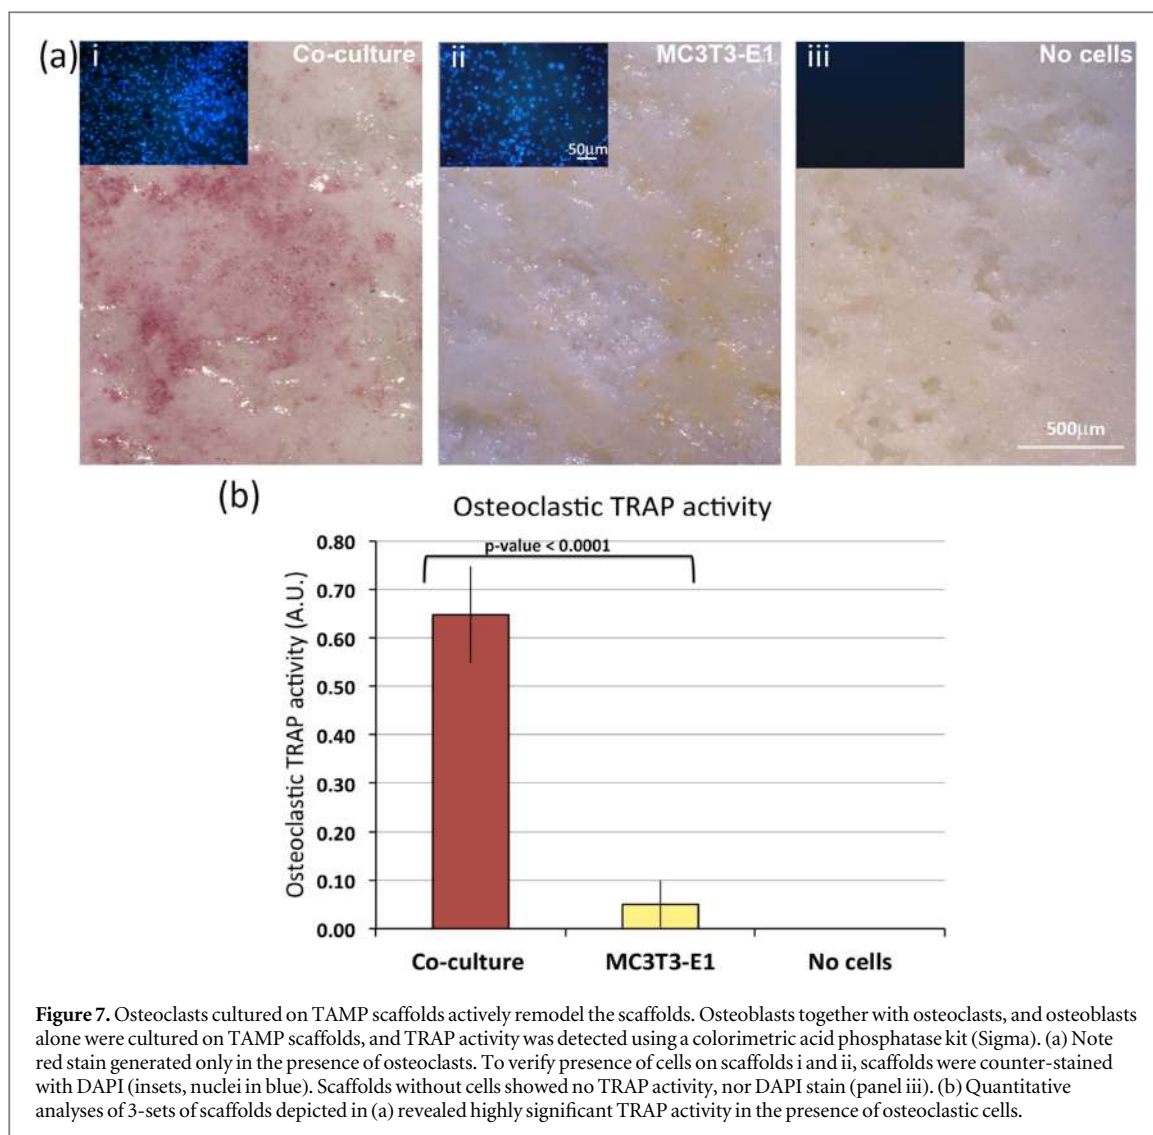 (a)
i
Co-culture
ii
MC3T3-E1
50μm
iii
No cells
500μm
(b)
Osteoclastic TRAP activity
p-value < 0.0001
Osteoclastic TRAP activity (A.U.)
0.80
0.70
0.60
0.50
0.40
0.30
0.20
0.10
0.00
Co-culture
MC3T3-E1
No cells
Figure 7. Osteoclasts cultured on TAMP scaffolds actively remodel the scaffolds. Osteoblasts together with osteoclasts, and osteoblasts
alone were cultured on TAMP scaffolds, and TRAP activity was detected using a colorimetric acid phosphatase kit (Sigma). (a) Note
red stain generated only in the presence of osteoclasts. To verify presence of cells on scaffolds i and ii, scaffolds were counter-stained
with DAPI (insets, nuclei in blue). Scaffolds without cells showed no TRAP activity, nor DAPI stain (panel iii). (b) Quantitative
analyses of 3-sets of scaffolds depicted in (a) revealed highly significant TRAP activity in the presence of osteoclastic cells.